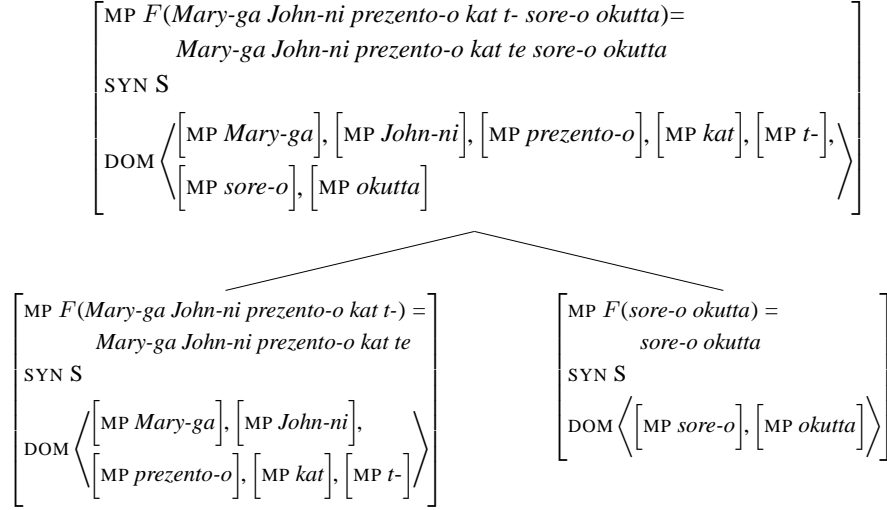 MP F(Mary-ga John-ni prezento-o kat t- sore-o okutta)=
Mary-ga John-ni prezento-o kat te sore-o okutta
SYN S
DOM ⟨[MP Mary-ga], [MP John-ni], [MP prezento-o], [MP kat], [MP t-],
[MP sore-o], [MP okutta]⟩
MP F(Mary-ga John-ni prezento-o kat t-) =
Mary-ga John-ni prezento-o kat te
SYN S
DOM ⟨[MP Mary-ga], [MP John-ni],
[MP prezento-o], [MP kat], [MP t-]⟩
MP F(sore-o okutta) =
sore-o okutta
SYN S
DOM ⟨[MP sore-o], [MP okutta]⟩